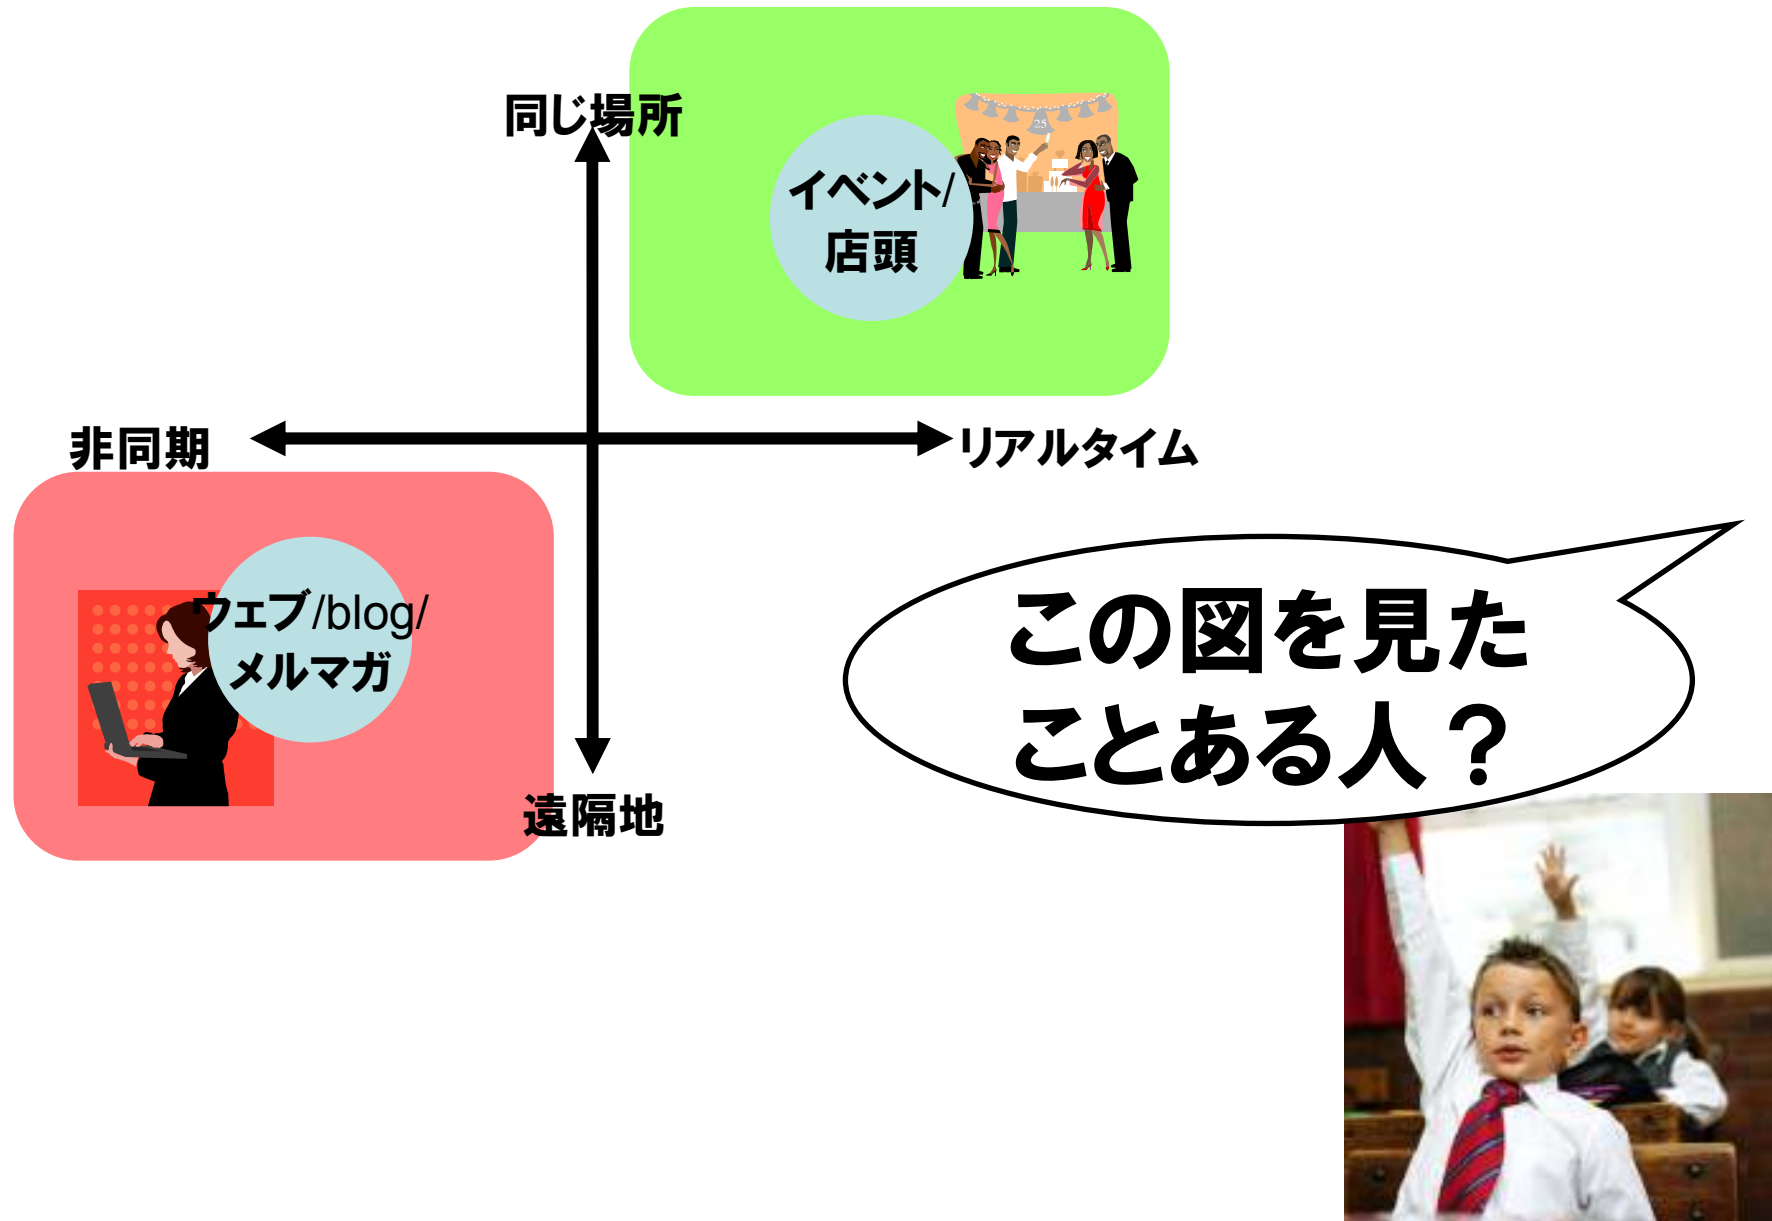 同じ場所
25
イベント/
店頭
非同期
リアルタイム
ウェブ/blog/
メルマガ
遠隔地
この図を見た
ことある人？